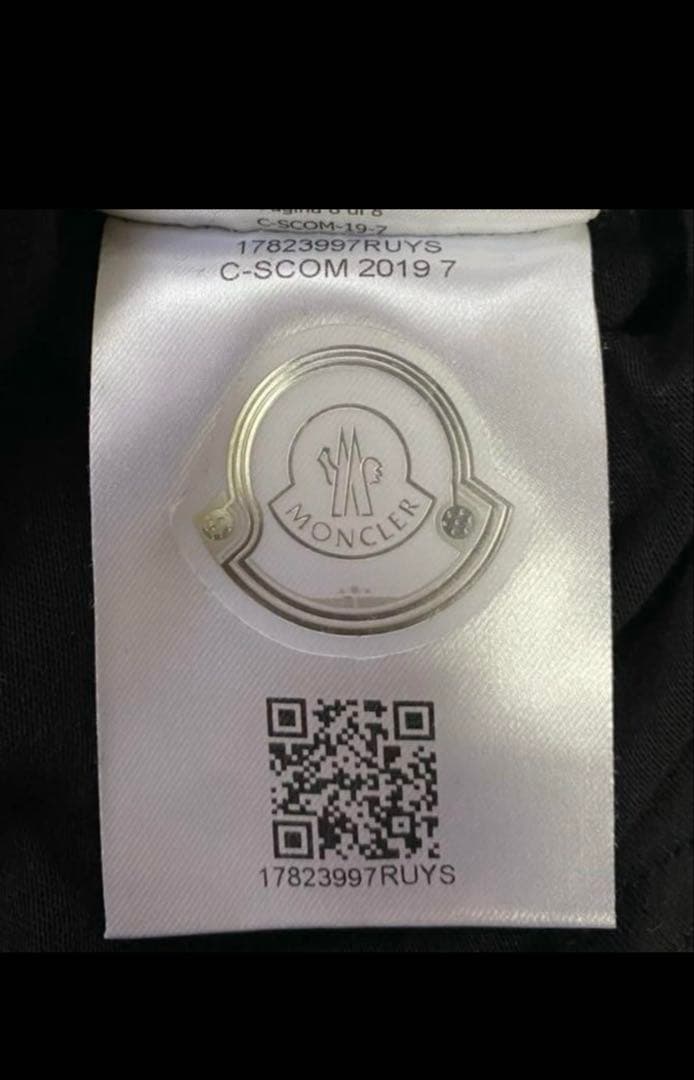 C-SCOM-19-7
17823997RUYS
C-SCOM 2019 7
MONCLER
17823997RUYS